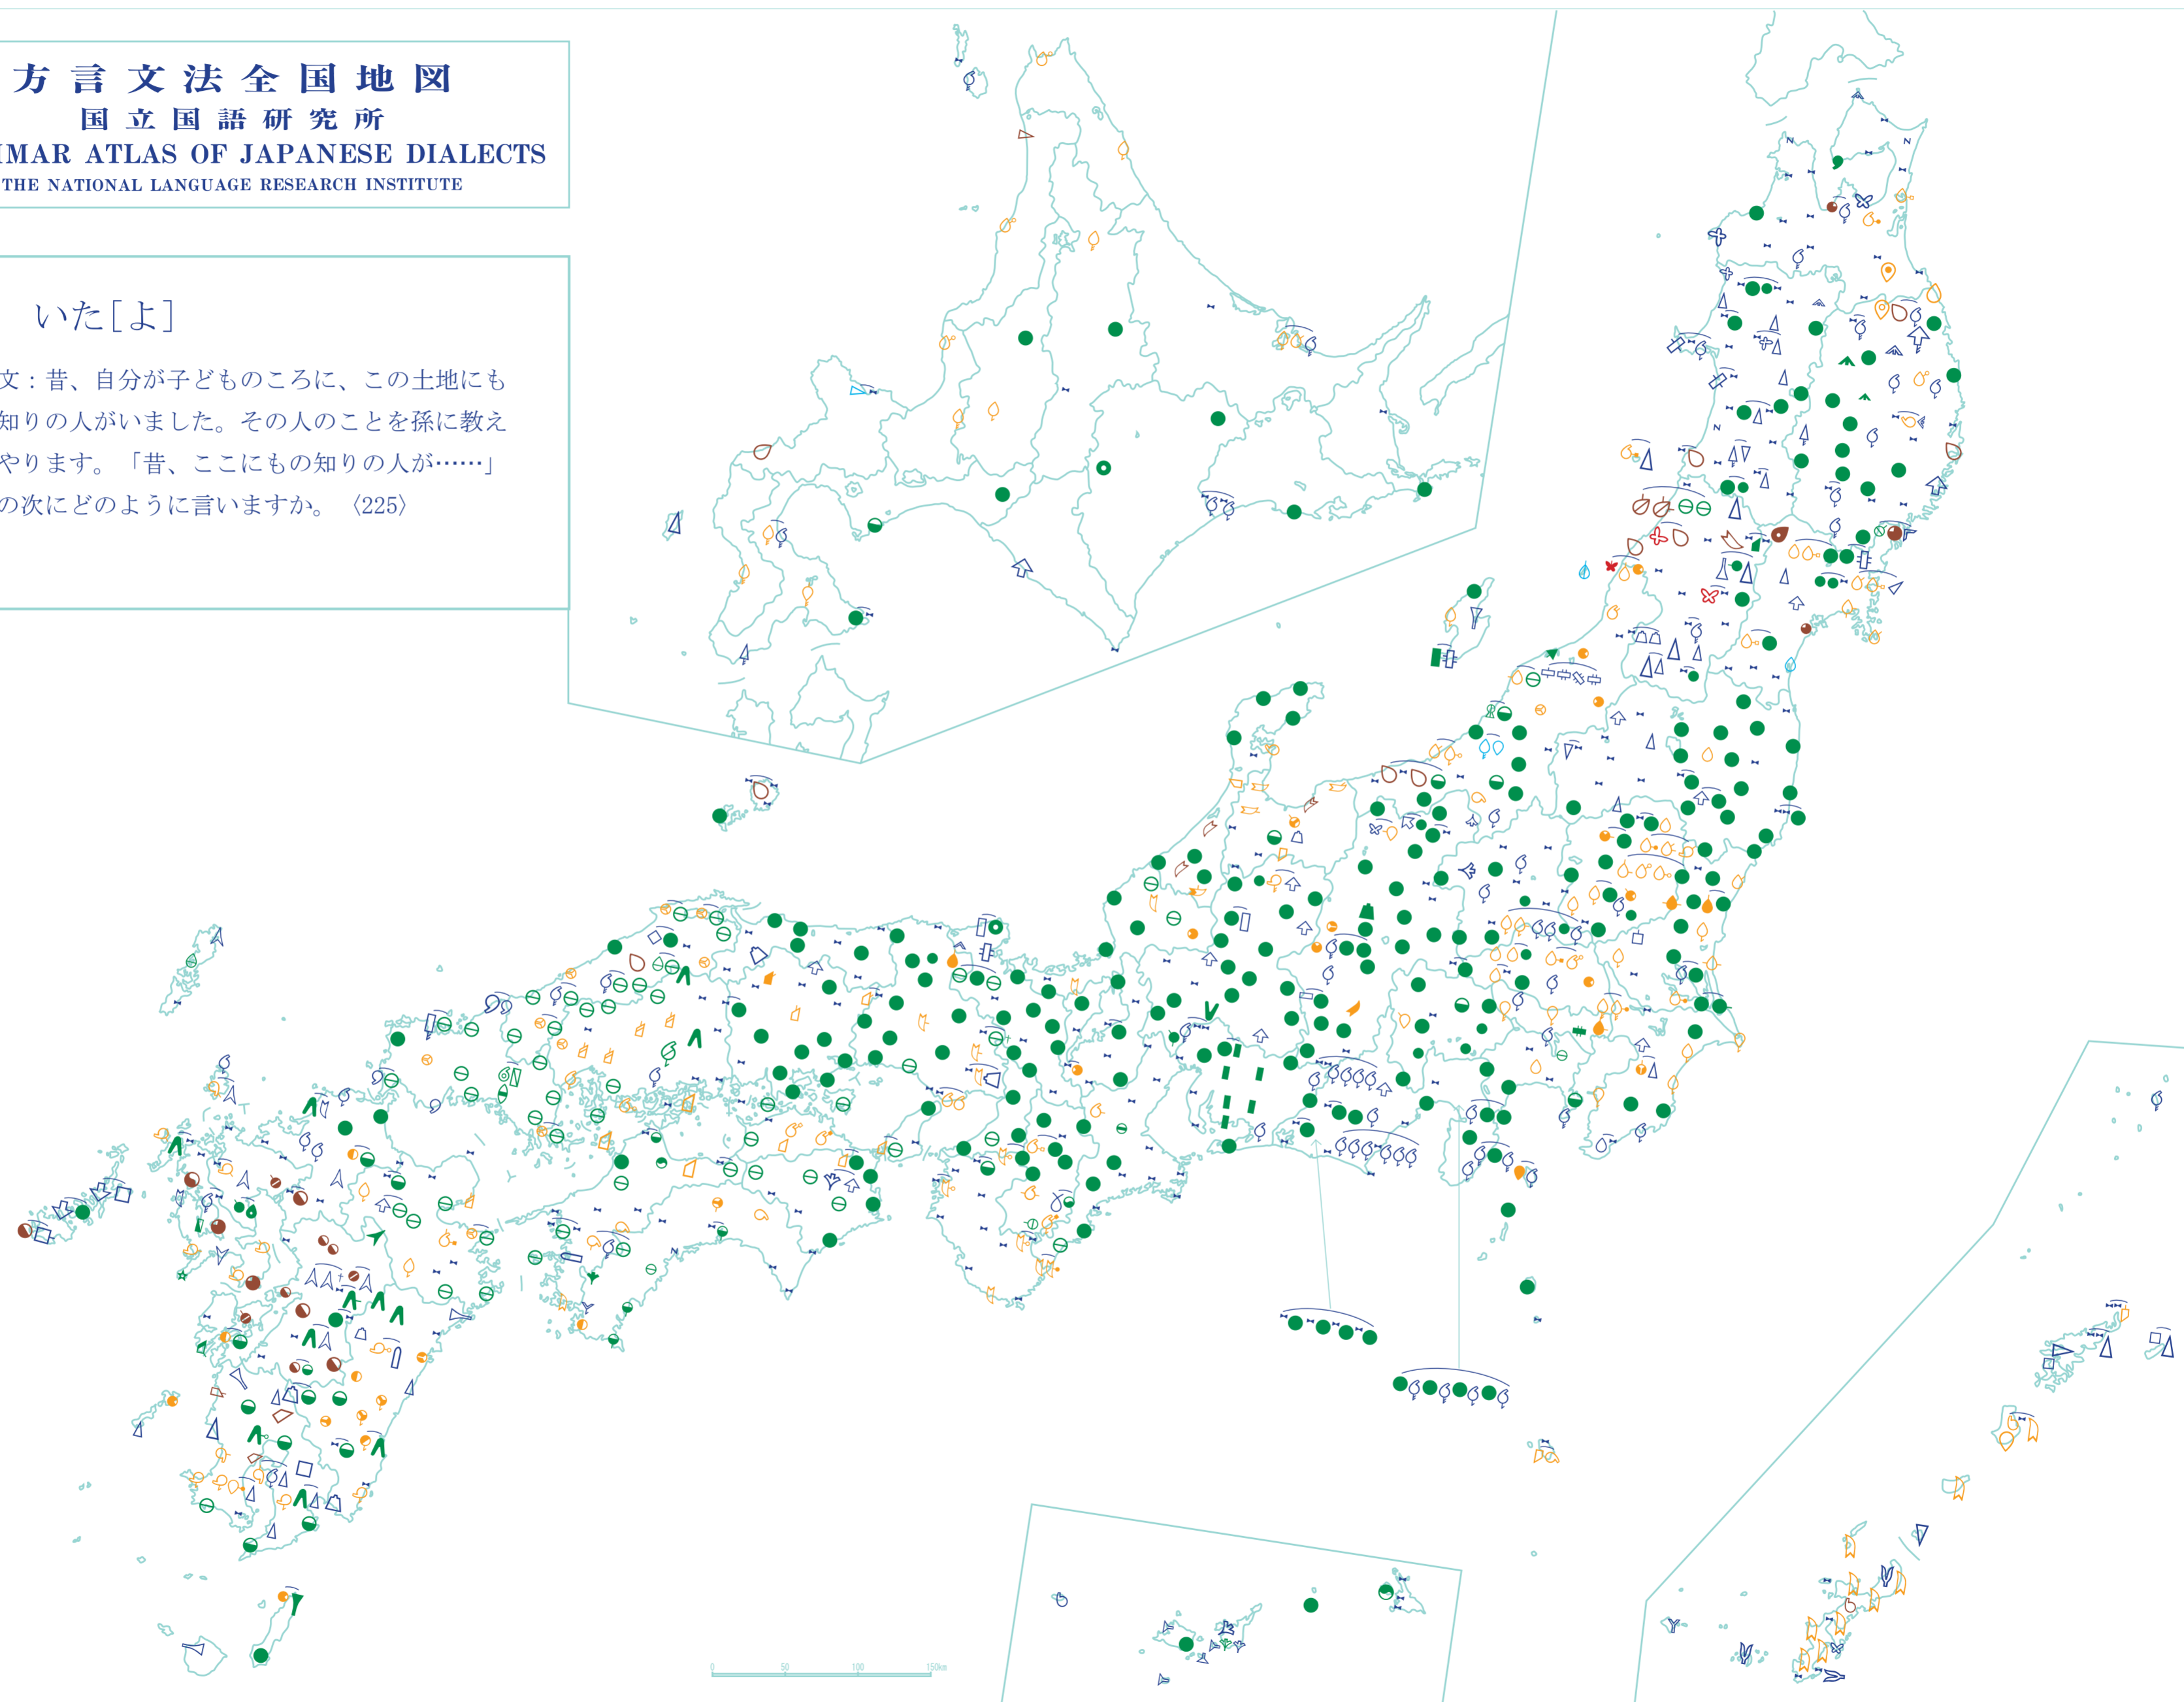 方言文法全国地図
国立国語研究所
MAR ATLAS OF JAPANESE DIALECTS
THE NATIONAL LANGUAGE RESEARCH INSTITUTE
いた[よ]
文：昔、自分が子どものころに、この土地にも
知りの人がいました。その人のことを孫に教え
やります。「昔、ここにもの知りの人が……」
の次にどのように言いますか。〈225〉
0 50 100 150km